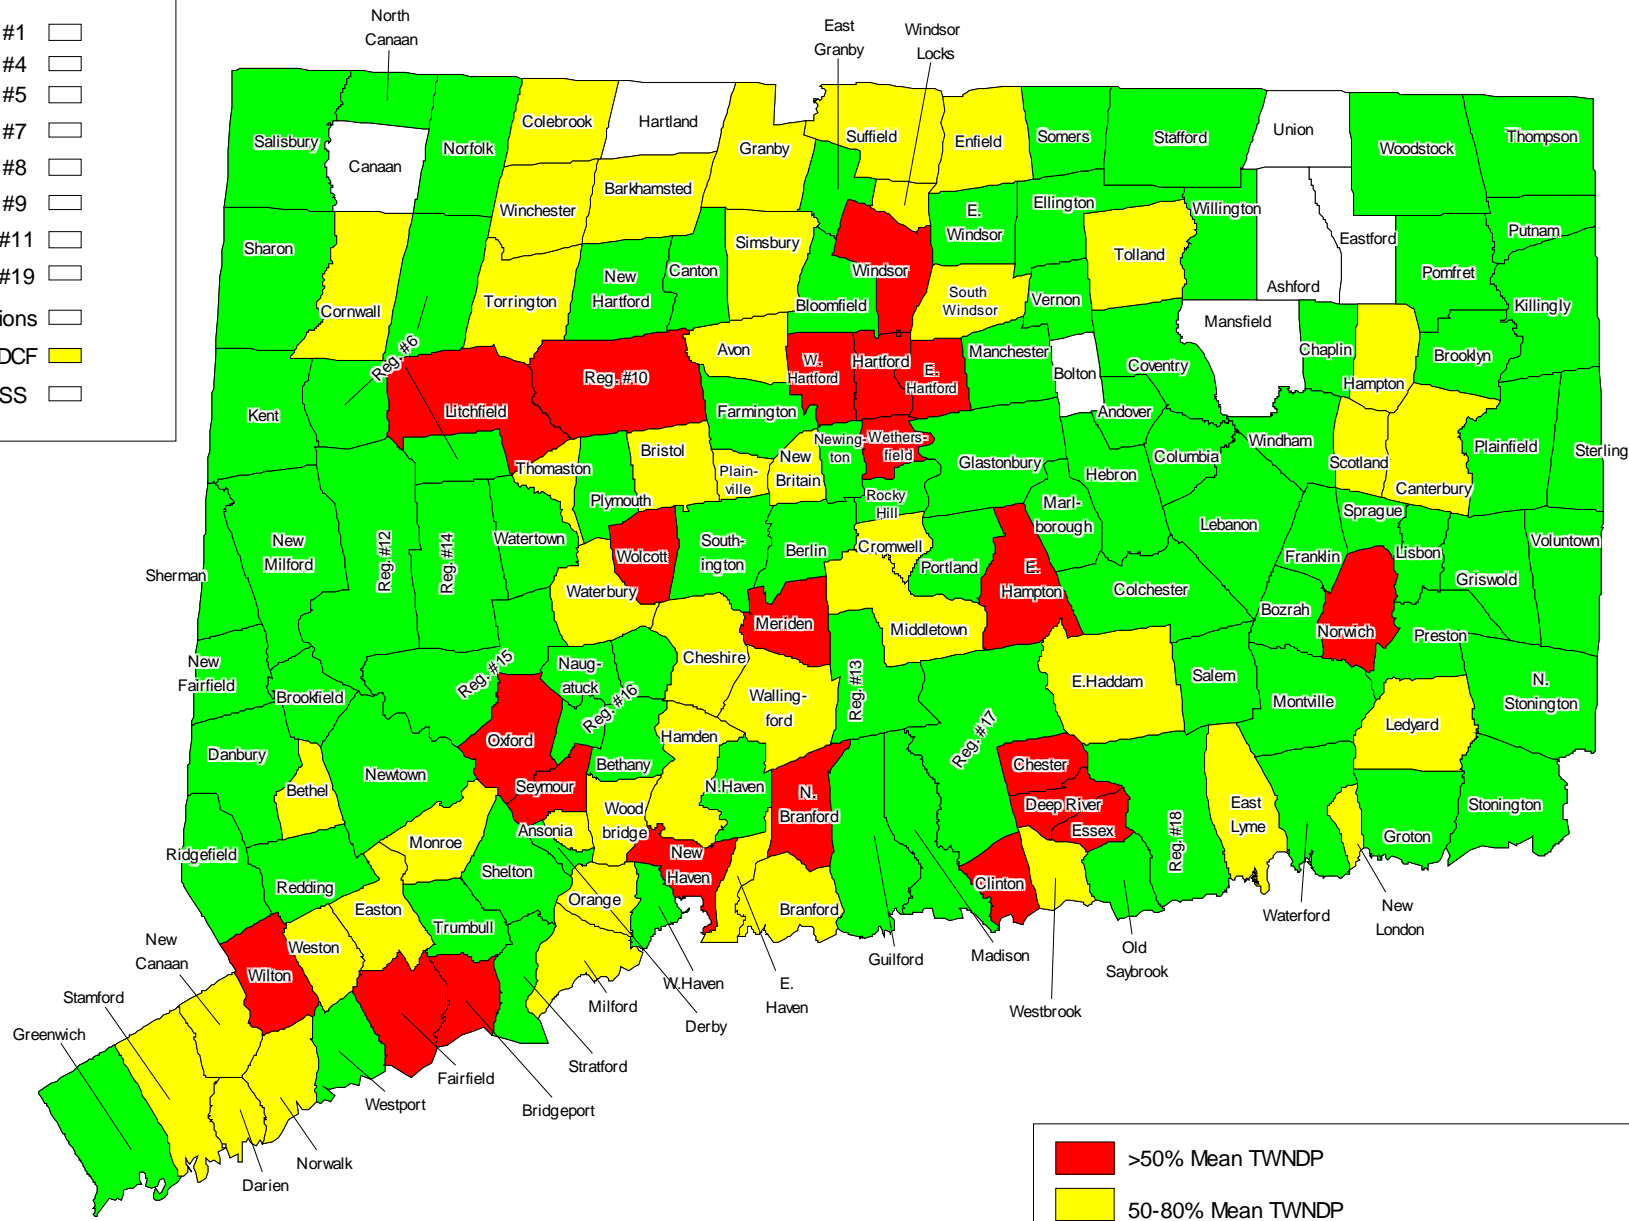 #1
#4
#5
#7
#8
#9
#11
#19
ions
DCF
SS
North
Canaan
East
Granby
Windsor
Locks
Salisbury
Canaan
Norfolk
Colebrook
Hartland
Granby
Suffield
Enfield
Somers
Stafford
Union
Woodstock
Thompson
Winchester
Barkhamsted
Sharon
Cornwall
Torrington
New
Hartford
Canton
Simsbury
Bloomfield
Windsor
E.
Windsor
Ellington
Willington
Tolland
South
Windsor
Vernon
Ashford
Eastford
Pomfret
Putnam
Killingly
Mansfield
Chaplin
Hampton
Brooklyn
Reg. #6
Kent
Litchfield
Reg. #10
Avon
W.
Hartford
Hartford
E.
Hartford
Manchester
Bolton
Coventry
Andover
Farmington
Bristol
Plain-
ville
New
Britain
Newing-
ton
Wethers-
field
Glastonbury
Hebron
Columbia
Windham
Scotland
Canterbury
Plainfield
Sterling
Thomaston
Plymouth
Rocky
Hill
Marl-
borough
Lebanon
Sprague
Franklin
Lisbon
Voluntown
Griswold
New
Milford
Reg. #12
Reg. #14
Watertown
Wolcott
South-
ington
Berlin
Cromwell
Portland
E.
Hampton
Colchester
Bozrah
Norwich
Preston
Sherman
Waterbury
Meriden
Middletown
New
Fairfield
Brookfield
Reg. #15
Naug-
atuck
Reg. #16
Cheshire
Walling-
ford
Reg. #13
E.Haddam
Salem
Montville
Ledyard
N.
Stonington
Danbury
Bethel
Newtown
Oxford
Seymour
Bethany
Hamden
N.Haven
N.
Branford
Reg. #17
Chester
Deep River
Essex
Reg. #18
East
Lyme
Groton
Stonington
Ridgefield
Redding
Monroe
Ansonia
Wood
bridge
Shelton
New
Haven
Orange
Branford
Clinton
Easton
Trumbull
Weston
Wilton
New
Canaan
Stamford
Greenwich
Waterford
New
London
Old
Saybrook
Madison
Guilford
Westbrook
E.
Haven
W.Haven
Milford
Derby
Stratford
Fairfield
Bridgeport
Westport
Norwalk
Darien
>50% Mean TWNDP
50-80% Mean TWNDP